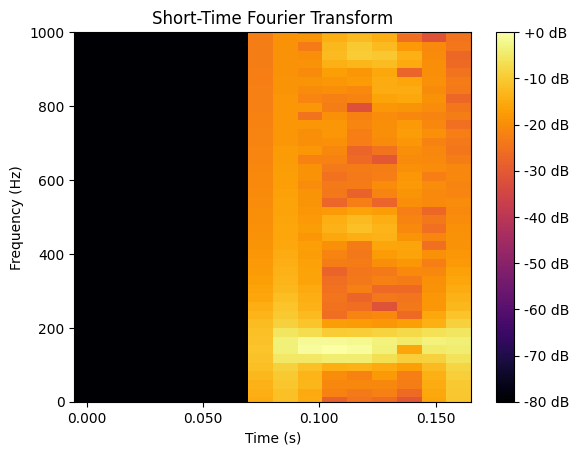 Short-Time Fourier Transform
1000
800
600
400
200
0
Frequency (Hz)
0.000
0.050
0.100
0.150
Time (s)
+0 dB
-10 dB
-20 dB
-30 dB
-40 dB
-50 dB
-60 dB
-70 dB
-80 dB